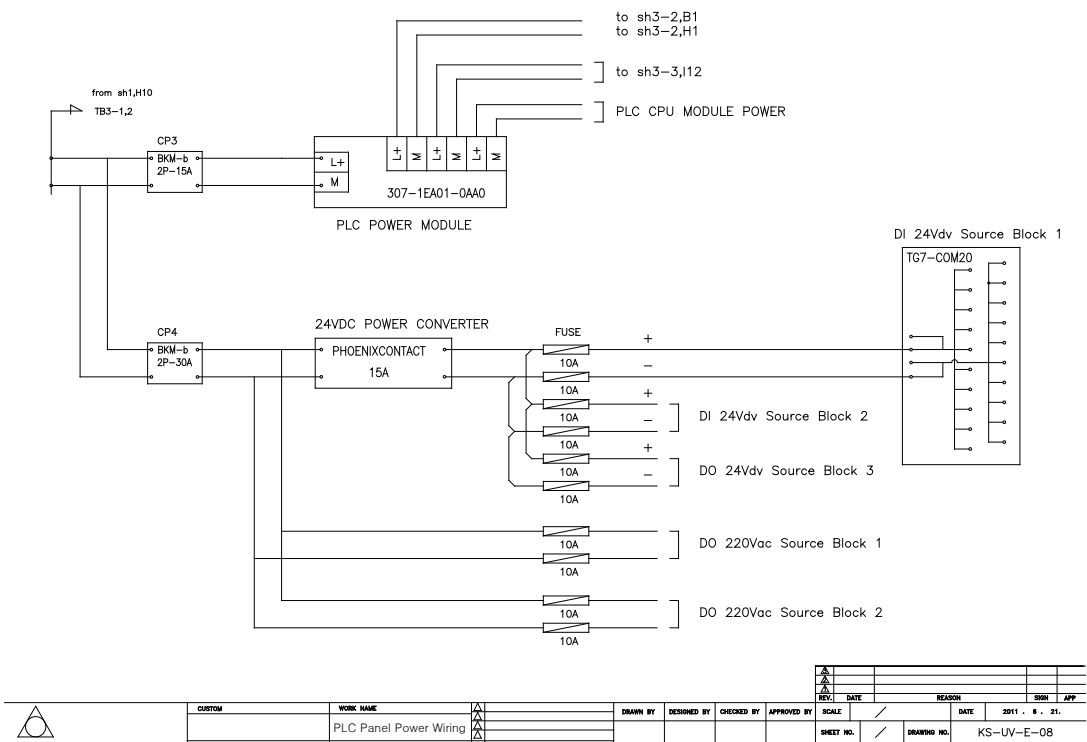 to sh3-2,B1
to sh3-2,H1
to sh3-3,I12
PLC CPU MODULE POWER
from sh1,H10
TB3-1,2
CP3
BKM-b
2P-15A
L+
M
L+ M L+ M L+ M
307-1EA01-0AA0
PLC POWER MODULE
DI 24Vdv Source Block 1
TG7-COM20
24VDC POWER CONVERTER
CP4
BKM-b
2P-30A
PHOENIXCONTACT
15A
FUSE
+
10A
-
10A
+
10A
DI 24Vdv Source Block 2
-
10A
+
10A
DO 24Vdv Source Block 3
-
10A
10A
DO 220Vac Source Block 1
10A
10A
DO 220Vac Source Block 2
10A
3
2
1
REV. DATE REASON SIGN APP
CUSTOM
WORK NAME
PLC Panel Power Wiring
DRAWN BY DESIGNED BY CHECKED BY APPROVED BY SCALE / DATE 2011 . 6 . 21.
SHEET NO. / DRAWING NO. KS-UV-E-08